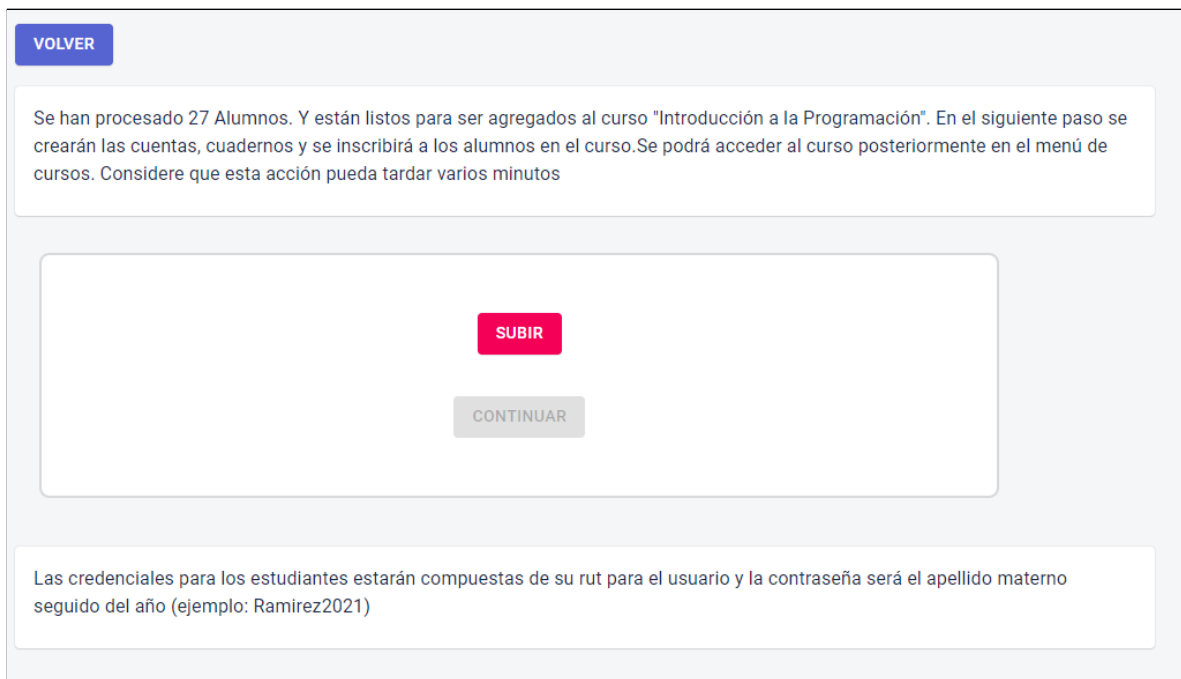 VOLVER
Se han procesado 27 Alumnos. Y están listos para ser agregados al curso "Introducción a la Programación". En el siguiente paso se
crearán las cuentas, cuadernos y se inscribirá a los alumnos en el curso.Se podrá acceder al curso posteriormente en el menú de
cursos. Considere que esta acción pueda tardar varios minutos
SUBIR
CONTINUAR
Las credenciales para los estudiantes estarán compuestas de su rut para el usuario y la contraseña será el apellido materno
seguido del año (ejemplo: Ramirez2021)